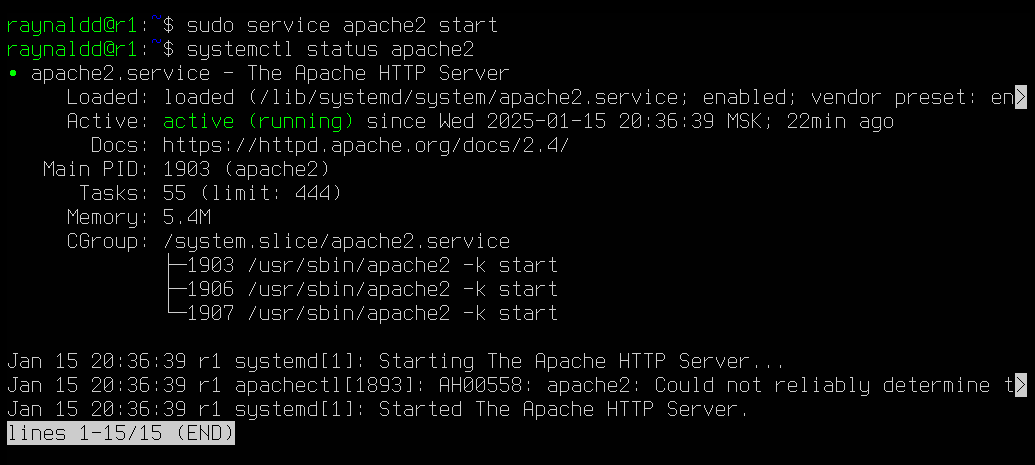 raynaldd@r1:~$ sudo service apache2 start
raynaldd@r1:~$ systemctl status apache2
● apache2.service - The Apache HTTP Server
     Loaded: loaded (/lib/systemd/system/apache2.service; enabled; vendor preset: en>
     Active: active (running) since Wed 2025-01-15 20:36:39 MSK; 22min ago
       Docs: https://httpd.apache.org/docs/2.4/
   Main PID: 1903 (apache2)
      Tasks: 55 (limit: 444)
     Memory: 5.4M
     CGroup: /system.slice/apache2.service
             ├─1903 /usr/sbin/apache2 -k start
             ├─1906 /usr/sbin/apache2 -k start
             └─1907 /usr/sbin/apache2 -k start
Jan 15 20:36:39 r1 systemd[1]: Starting The Apache HTTP Server...
Jan 15 20:36:39 r1 apachectl[1893]: AH00558: apache2: Could not reliably determine t>
Jan 15 20:36:39 r1 systemd[1]: Started The Apache HTTP Server.
lines 1-15/15 (END)